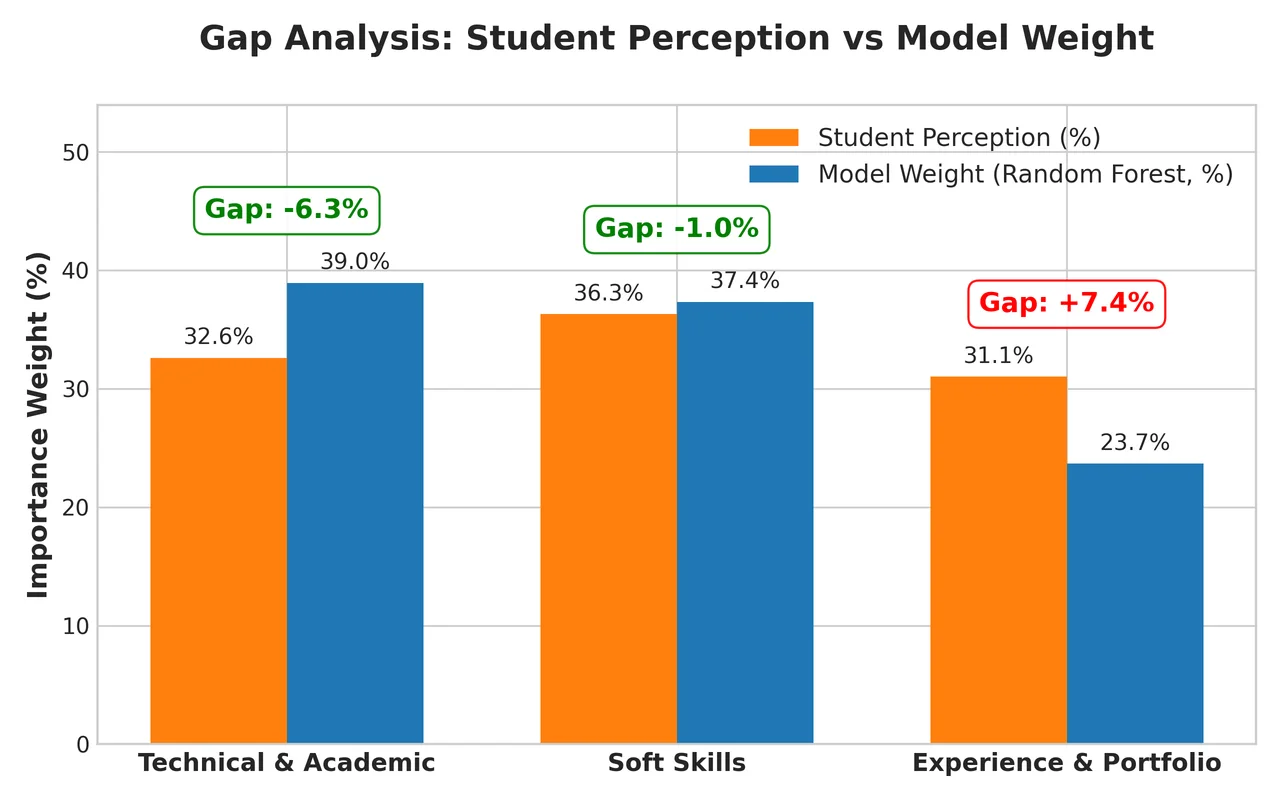 Gap Analysis: Student Perception vs Model Weight
Student Perception (%)
Model Weight (Random Forest, %)
Importance Weight (%)
50
40
30
20
10
0
Gap: -6.3%
32.6%
39.0%
Gap: -1.0%
36.3%
37.4%
Gap: +7.4%
31.1%
23.7%
Technical & Academic
Soft Skills
Experience & Portfolio